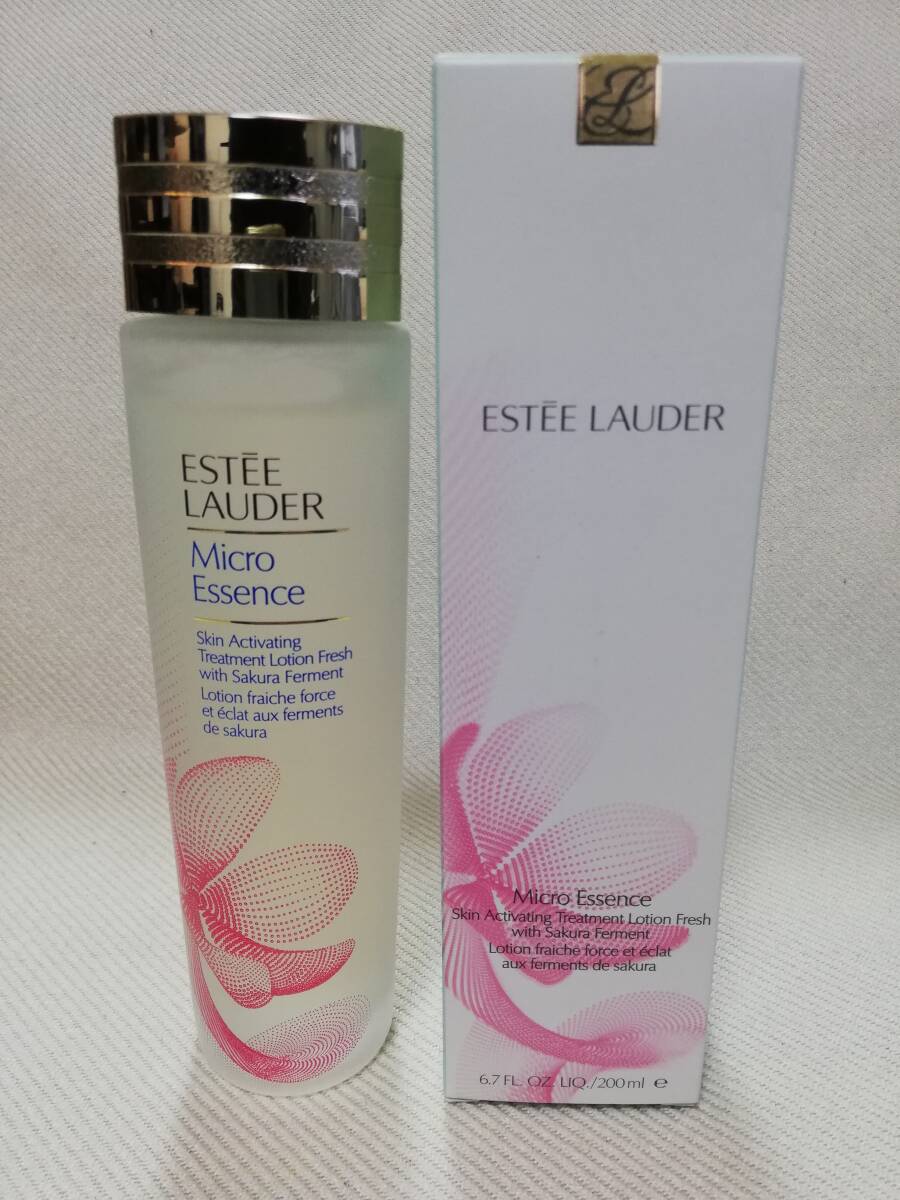 ESTĒE
LAUDER
Micro
Essence
Skin Activating
Treatment Lotion Fresh
with Sakura Ferment
Lotion fraiche force
et éclat aux ferments
de sakura
EL
ESTĒE LAUDER
Micro Essence
Skin Activating Treatment Lotion Fresh
with Sakura Ferment
Lotion fraiche force et éclat
aux ferments de sakura
6.7 FL. OZ. LIQ./200 ml ℮